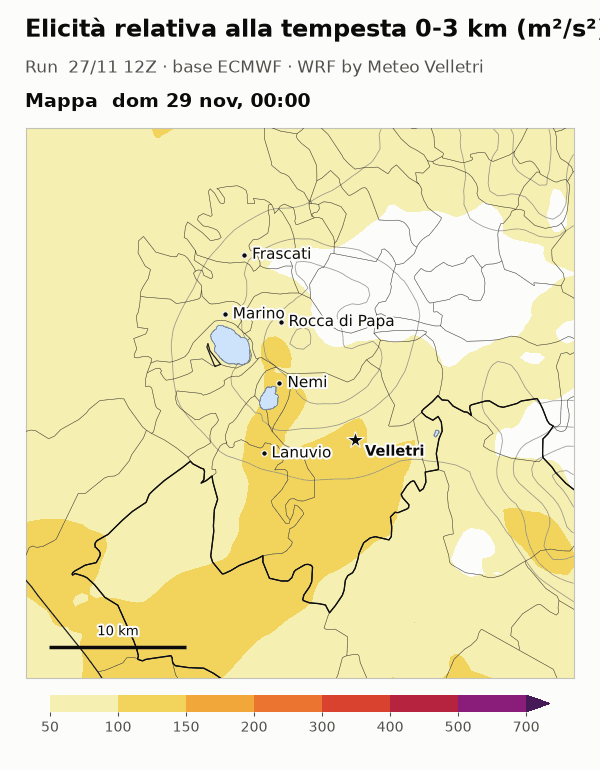 Elicità relativa alla tempesta 0-3 km (m²/s²)
Run 27/11 12Z · base ECMWF · WRF by Meteo Velletri
Mappa dom 29 nov, 00:00
Frascati
Marino
Rocca di Papa
Nemi
Velletri
Lanuvio
10 km
50 100 150 200 300 400 500 700